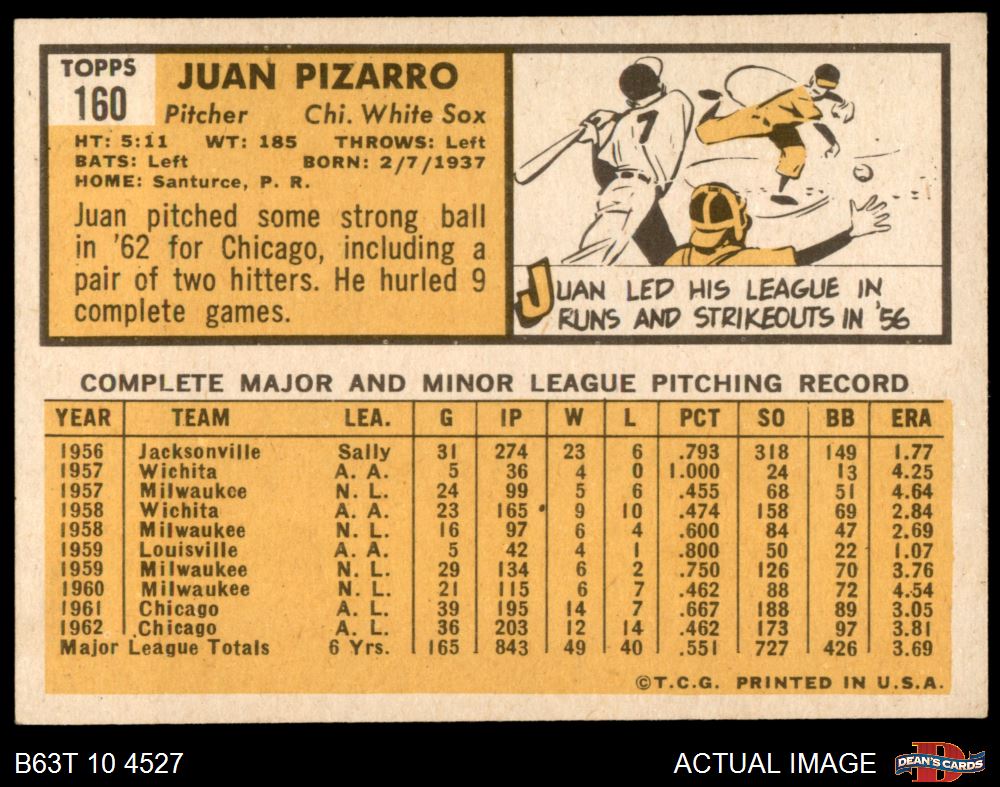 TOPPS
160
JUAN PIZARRO
Pitcher Chi. White Sox
HT: 5:11 WT: 185 THROWS: Left
BATS: Left BORN: 2/7/1937
HOME: Santurce, P. R.
Juan pitched some strong ball
in '62 for Chicago, including a
pair of two hitters. He hurled 9
complete games.
7
JUAN LED HIS LEAGUE IN
RUNS AND STRIKEOUTS IN '56
COMPLETE MAJOR AND MINOR LEAGUE PITCHING RECORD
YEAR TEAM LEA. G IP W L PCT SO BB ERA
1956 Jacksonville Sally 31 274 23 6 .793 318 149 1.77
1957 Wichita A. A. 5 36 4 0 1.000 24 13 4.25
1957 Milwaukee N. L. 24 99 5 6 .455 68 51 4.64
1958 Wichita A. A. 23 165 9 10 .474 158 69 2.84
1958 Milwaukee N. L. 16 97 6 4 .600 84 47 2.69
1959 Louisville A. A. 5 42 4 1 .800 50 22 1.07
1959 Milwaukee N. L. 29 134 6 2 .750 126 70 3.76
1960 Milwaukee N. L. 21 115 6 7 .462 88 72 4.54
1961 Chicago A. L. 39 195 14 7 .667 188 89 3.05
1962 Chicago A. L. 36 203 12 14 .462 173 97 3.81
Major League Totals 6 Yrs. 165 843 49 40 .551 727 426 3.69
©T.C.G. PRINTED IN U.S.A.
B63T 10 4527 ACTUAL IMAGE
D
DEAN'S CARDS